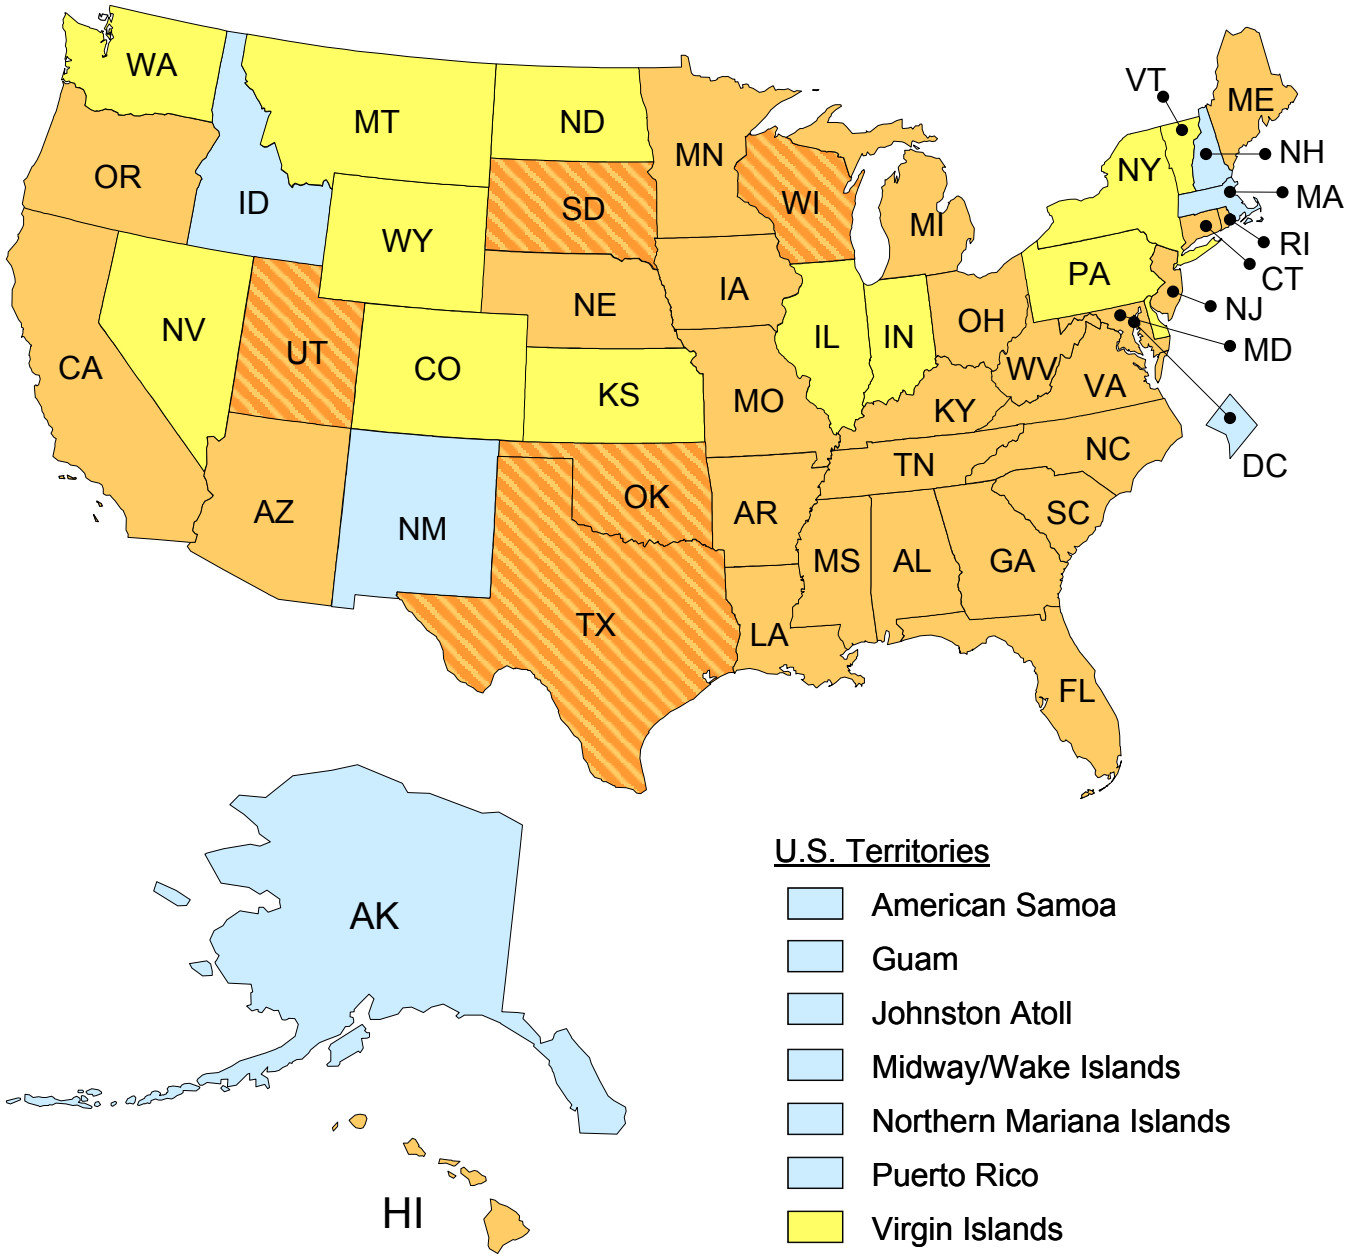 WA
MT
ND
MN
VT
ME
NH
NY
MA
OR
ID
SD
WI
MI
RI
WY
CT
PA
NE
IA
NJ
NV
OH
IL
IN
MD
UT
CO
CA
WV
VA
KS
MO
KY
NC
DC
TN
OK
AZ
AR
SC
NM
MS
AL
GA
TX
LA
FL
U.S. Territories
AK
American Samoa
Guam
Johnston Atoll
Midway/Wake Islands
Northern Mariana Islands
Puerto Rico
HI
Virgin Islands